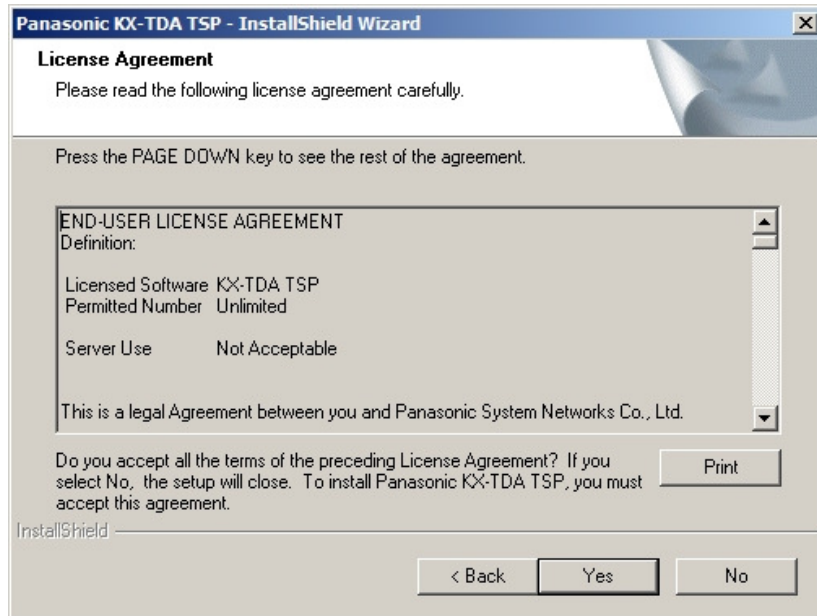 Panasonic KX-TDA TSP - InstallShield Wizard
License Agreement
Please read the following license agreement carefully.
Press the PAGE DOWN key to see the rest of the agreement.
END-USER LICENSE AGREEMENT
Definition:
Licensed Software KX-TDA TSP
Permitted Number Unlimited
Server Use Not Acceptable
This is a legal Agreement between you and Panasonic System Networks Co., Ltd.
Do you accept all the terms of the preceding License Agreement? If you
select No, the setup will close. To install Panasonic KX-TDA TSP, you must
accept this agreement.
Print
InstallShield
< Back Yes No